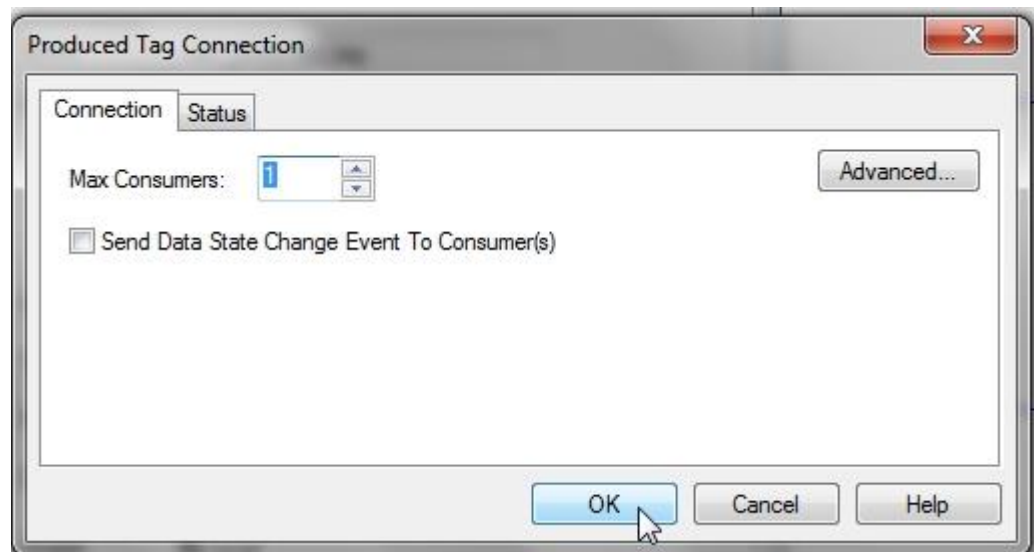 Produced Tag Connection
Connection Status
Max Consumers: 1 Advanced...
Send Data State Change Event To Consumer(s)
OK Cancel Help